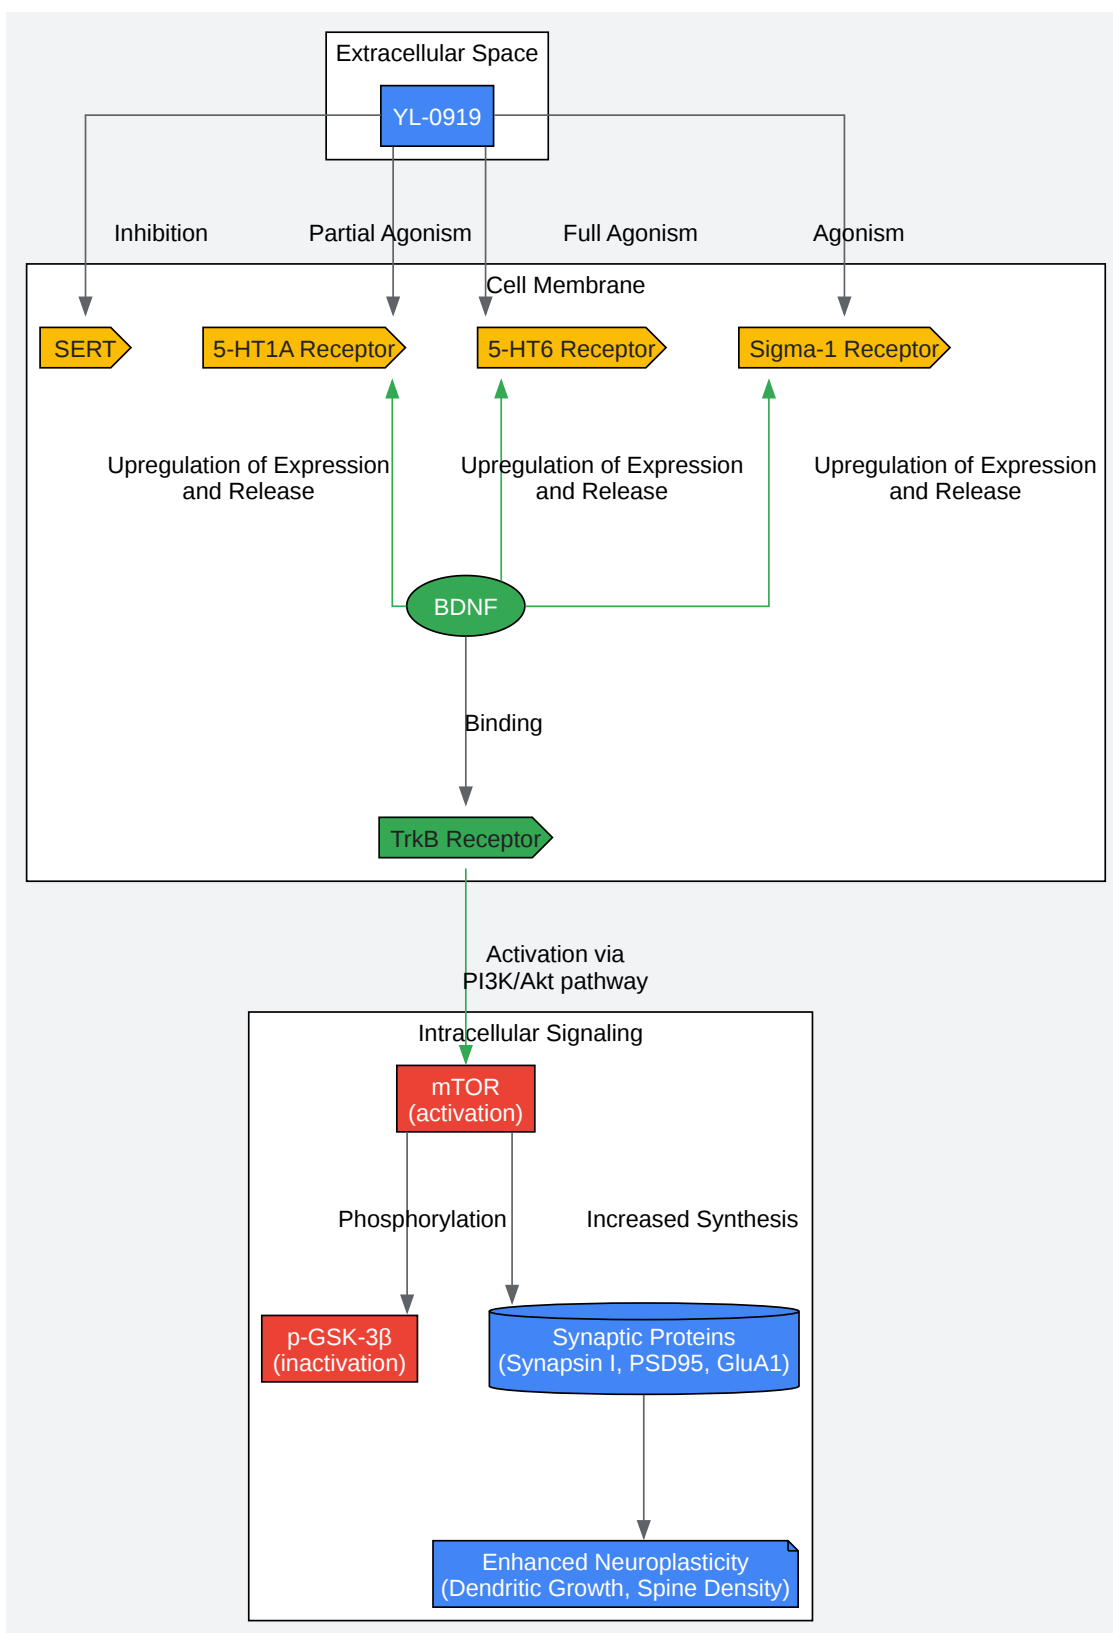 Extracellular Space
YL-0919
Inhibition
Partial Agonism
Full Agonism
Agonism
Cell Membrane
SERT
5-HT1A Receptor
5-HT6 Receptor
Sigma-1 Receptor
Upregulation of Expression
and Release
Upregulation of Expression
and Release
Upregulation of Expression
and Release
BDNF
Binding
TrkB Receptor
Activation via
PI3K/Akt pathway
Intracellular Signaling
mTOR
(activation)
Phosphorylation
Increased Synthesis
p-GSK-3β
(inactivation)
Synaptic Proteins
(Synapsin I, PSD95, GluA1)
Enhanced Neuroplasticity
(Dendritic Growth, Spine Density)